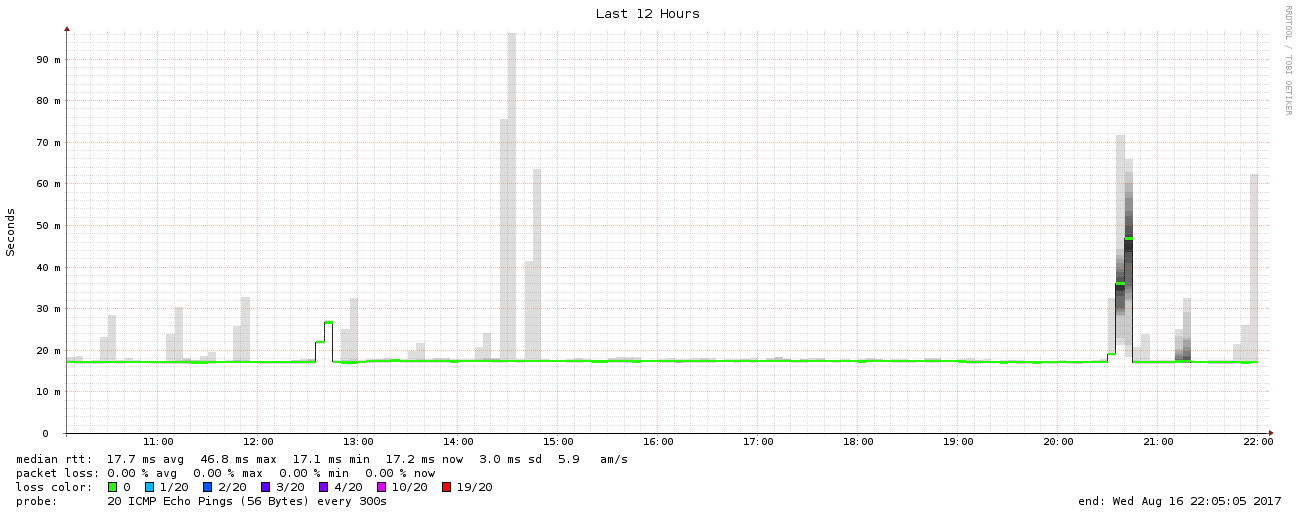 Last 12 Hours
RRDTOOL / TOBI OETIKER
Seconds
90 m
80 m
70 m
60 m
50 m
40 m
30 m
20 m
10 m
0
11:00 12:00 13:00 14:00 15:00 16:00 17:00 18:00 19:00 20:00 21:00 22:00
median rtt: 17.7 ms avg 46.8 ms max 17.1 ms min 17.2 ms now 3.0 ms sd 5.9 am/s
packet loss: 0.00 % avg 0.00 % max 0.00 % min 0.00 % now
loss color: 0 1/20 2/20 3/20 4/20 10/20 19/20
probe: 20 ICMP Echo Pings (56 Bytes) every 300s end: Wed Aug 16 22:05:05 2017